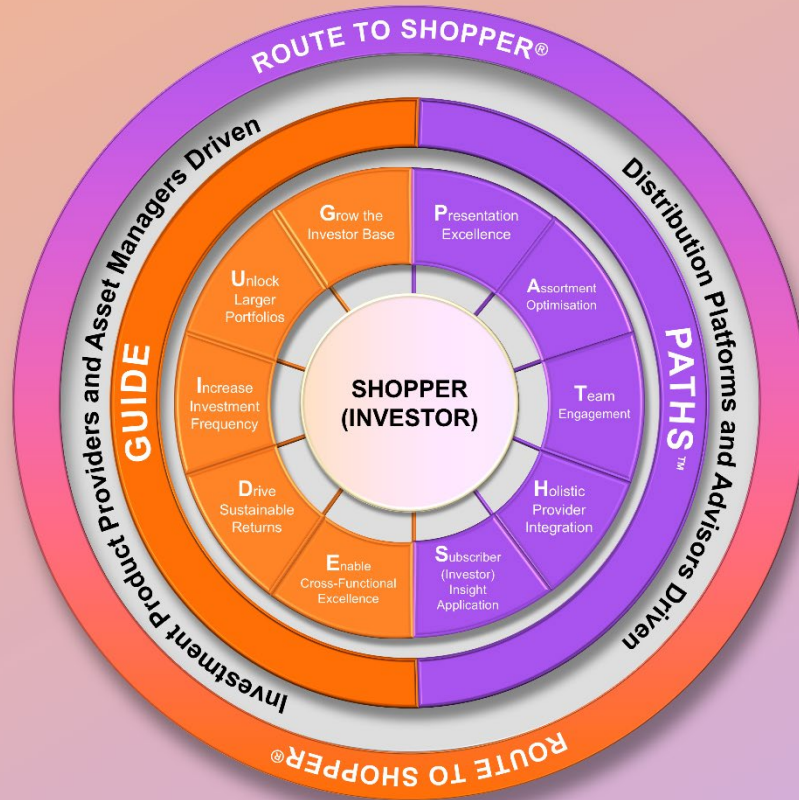 ROUTE TO SHOPPER®
Investment Product Providers and Asset Managers Driven
Distribution Platforms and Advisors Driven
GUIDE
PATHS™
Grow the
Investor Base
Unlock
Larger
Portfolios
Increase
Investment
Frequency
Drive
Sustainable
Returns
Enable
Cross-Functional
Excellence
Presentation
Excellence
Assortment
Optimisation
Team
Engagement
Holistic
Provider
Integration
Subscriber
(Investor)
Insight
Application
SHOPPER
(INVESTOR)
ROUTE TO SHOPPER®